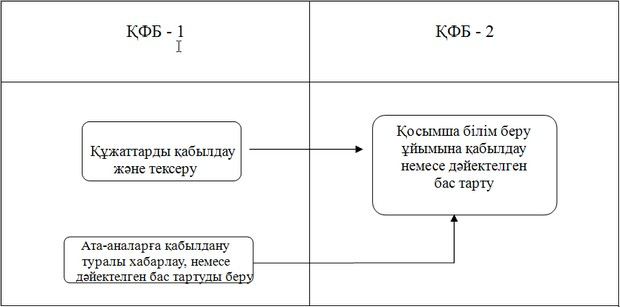 ҚФБ - 1
ҚФБ - 2
Құжаттарды қабылдау
және тексеру
Қосымша білім беру
ұйымына қабылдау
немесе дәйектелген
бас тарту
Ата-аналарға қабылдану
туралы хабарлау, немесе
дәйектелген бас тартуды беру